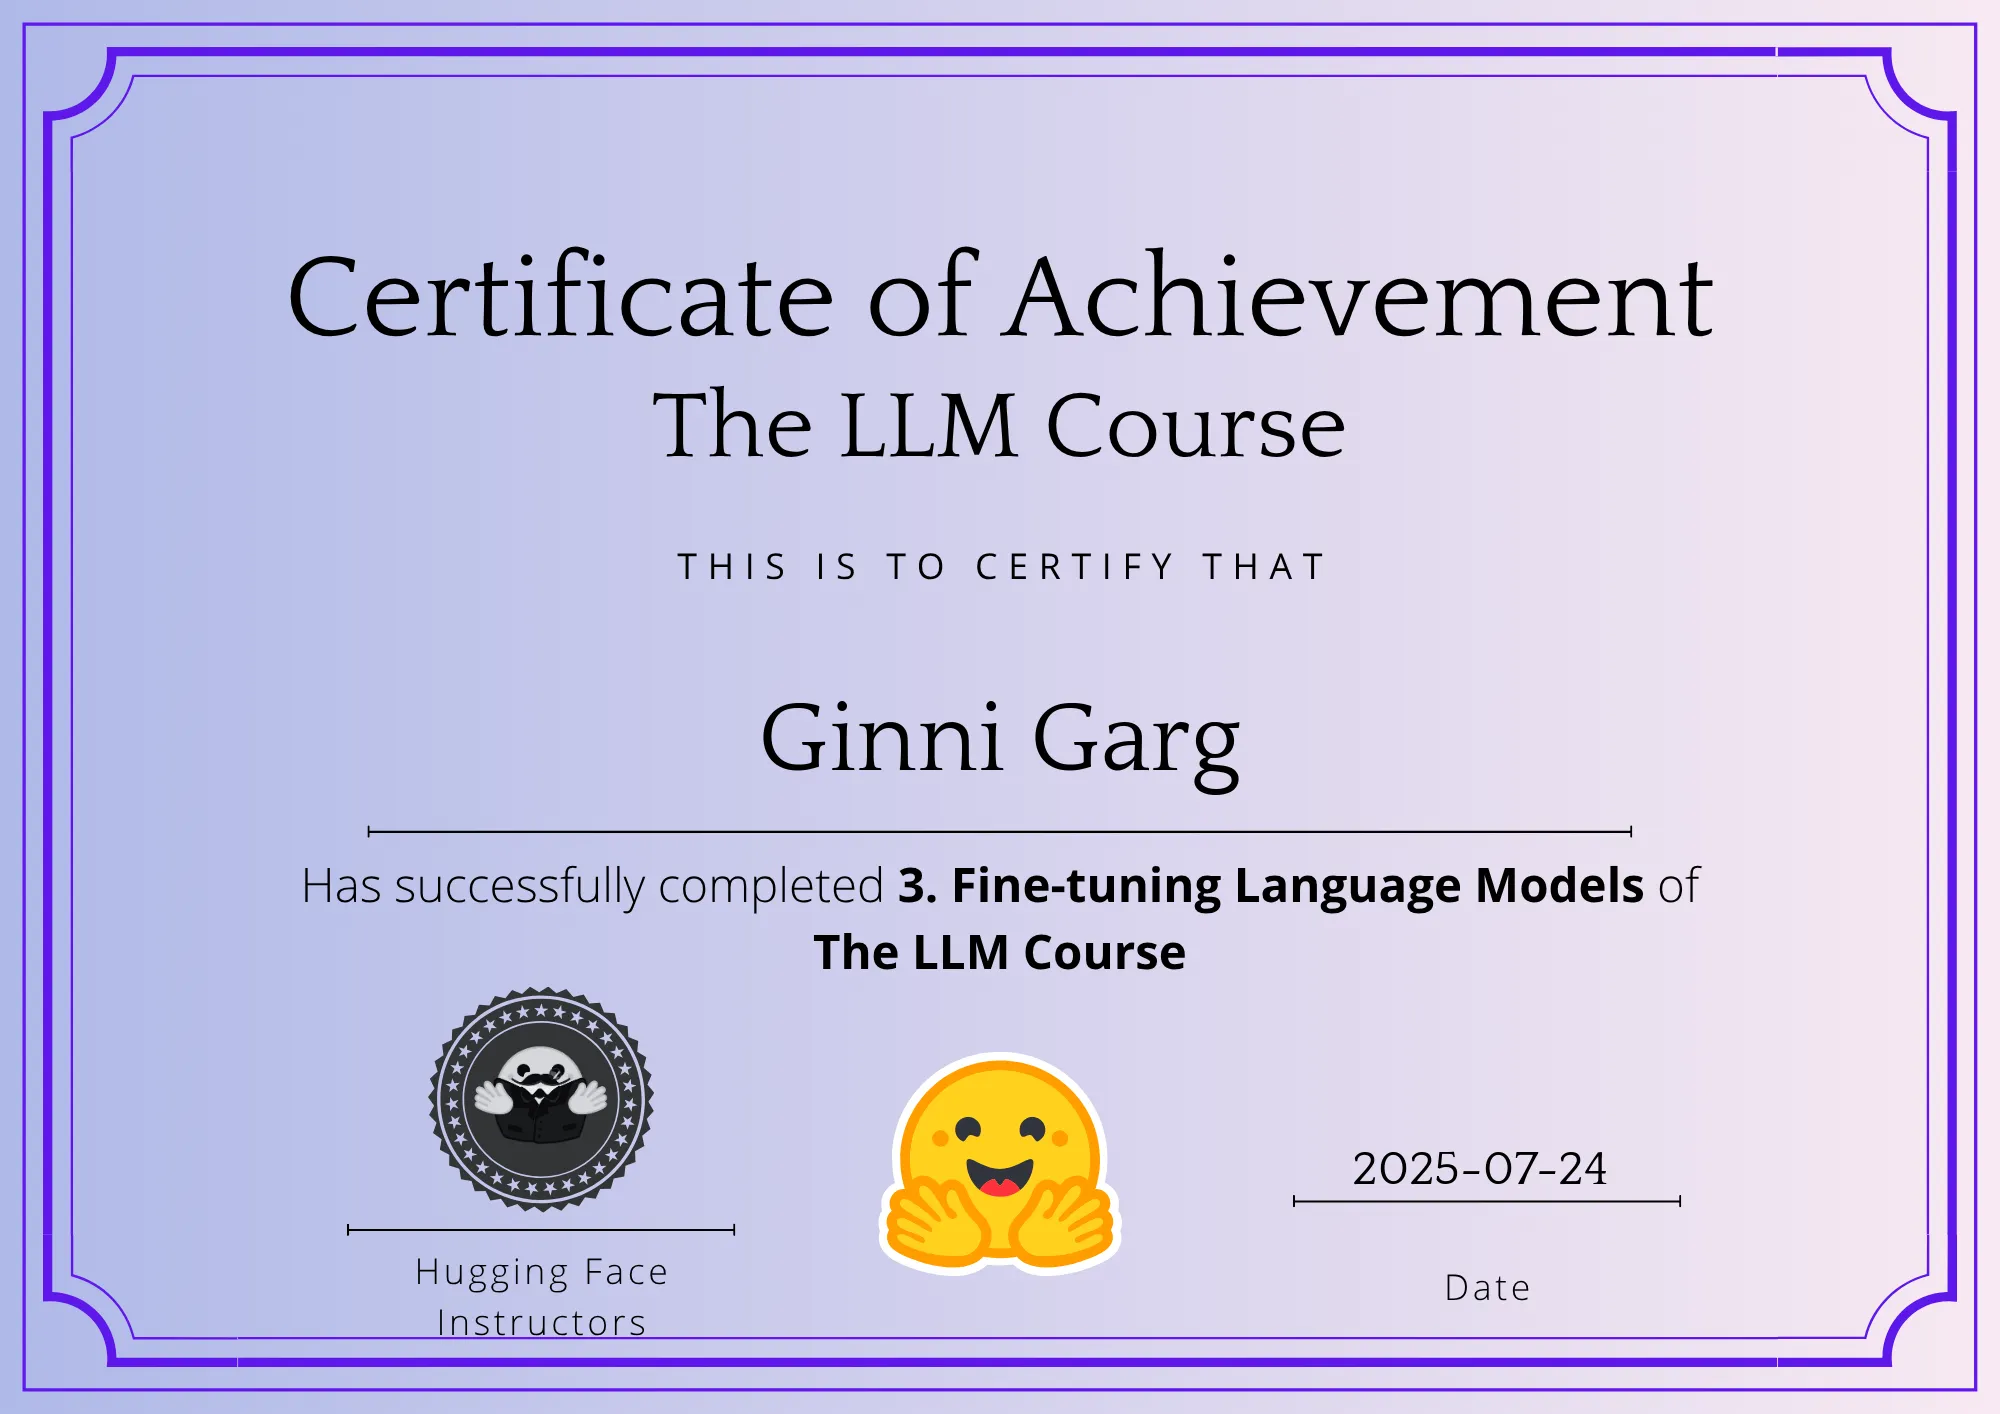 Certificate of Achievement
The LLM Course
THIS IS TO CERTIFY THAT
Ginni Garg
Has successfully completed 3. Fine-tuning Language Models of
The LLM Course
2025-07-24
Hugging Face
Instructors
Date